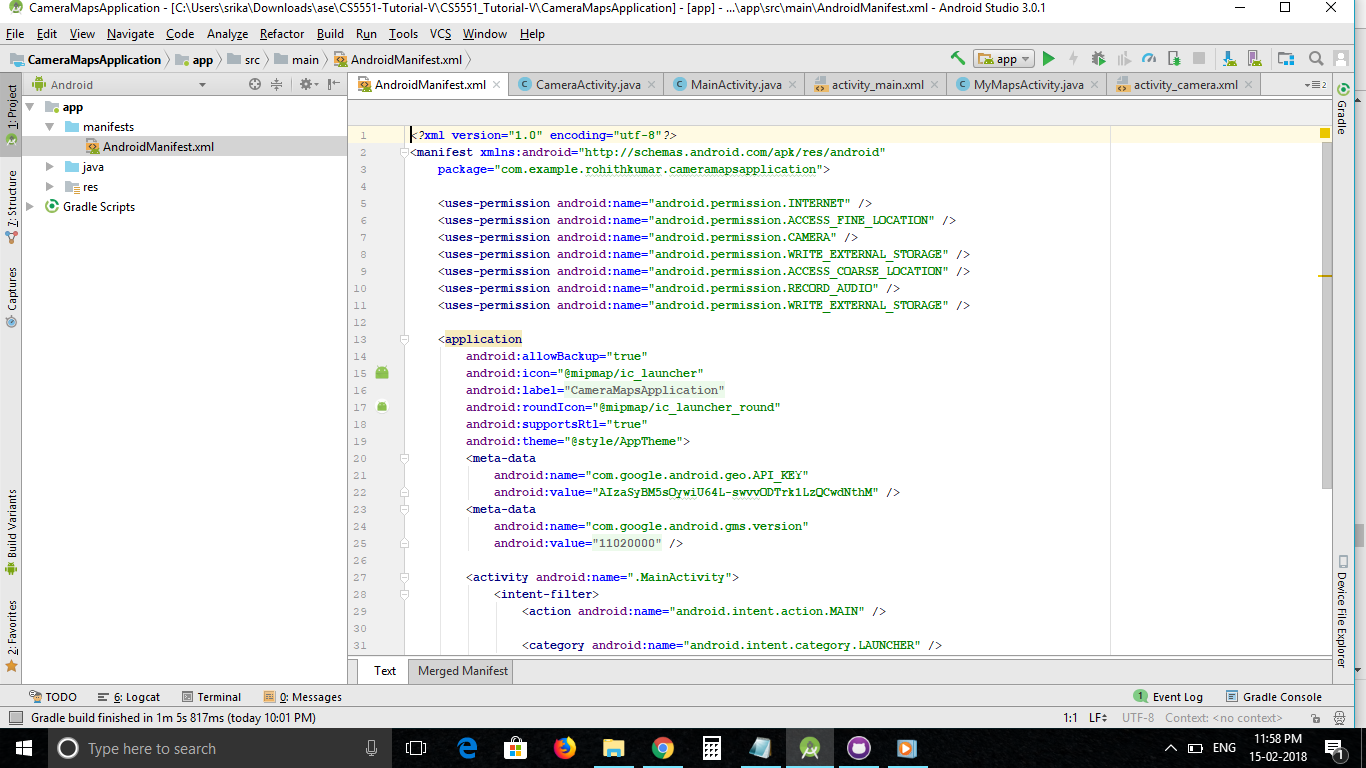 CameraMapsApplication - [C:\Users\srika\Downloads\ase\CS5551-Tutorial-V\CS5551_Tutorial-V\CameraMapsApplication] - [app] - ...\app\src\main\AndroidManifest.xml - Android Studio 3.0.1
File Edit View Navigate Code Analyze Refactor Build Run Tools VCS Window Help
CameraMapsApplication app src main AndroidManifest.xml
app
Android
AndroidManifest.xml CameraActivity.java MainActivity.java activity_main.xml MyMapsActivity.java activity_camera.xml
2
1: Project
Z: Structure
Captures
Build Variants
2: Favorites
app
manifests
AndroidManifest.xml
java
res
Gradle Scripts
1 <?xml version="1.0" encoding="utf-8"?>
2 <manifest xmlns:android="http://schemas.android.com/apk/res/android"
3 package="com.example.rohithkumar.cameramapsapplication">
4
5 <uses-permission android:name="android.permission.INTERNET" />
6 <uses-permission android:name="android.permission.ACCESS_FINE_LOCATION" />
7 <uses-permission android:name="android.permission.CAMERA" />
8 <uses-permission android:name="android.permission.WRITE_EXTERNAL_STORAGE" />
9 <uses-permission android:name="android.permission.ACCESS_COARSE_LOCATION" />
10 <uses-permission android:name="android.permission.RECORD_AUDIO" />
11 <uses-permission android:name="android.permission.WRITE_EXTERNAL_STORAGE" />
12
13 <application
14 android:allowBackup="true"
15 android:icon="@mipmap/ic_launcher"
16 android:label="CameraMapsApplication"
17 android:roundIcon="@mipmap/ic_launcher_round"
18 android:supportsRtl="true"
19 android:theme="@style/AppTheme">
20 <meta-data
21 android:name="com.google.android.geo.API_KEY"
22 android:value="AIzaSyBM5sOywiU64L-swvvODTrk1LzQCwdNthM" />
23 <meta-data
24 android:name="com.google.android.gms.version"
25 android:value="11020000" />
26
27 <activity android:name=".MainActivity">
28 <intent-filter>
29 <action android:name="android.intent.action.MAIN" />
30
31 <category android:name="android.intent.category.LAUNCHER" />
Gradle
Device File Explorer
Text Merged Manifest
TODO 6: Logcat Terminal 0: Messages 1 Event Log Gradle Console
Gradle build finished in 1m 5s 817ms (today 10:01 PM) 1:1 LF UTF-8 Context: <no context>
Type here to search
ENG
11:58 PM
15-02-2018
1